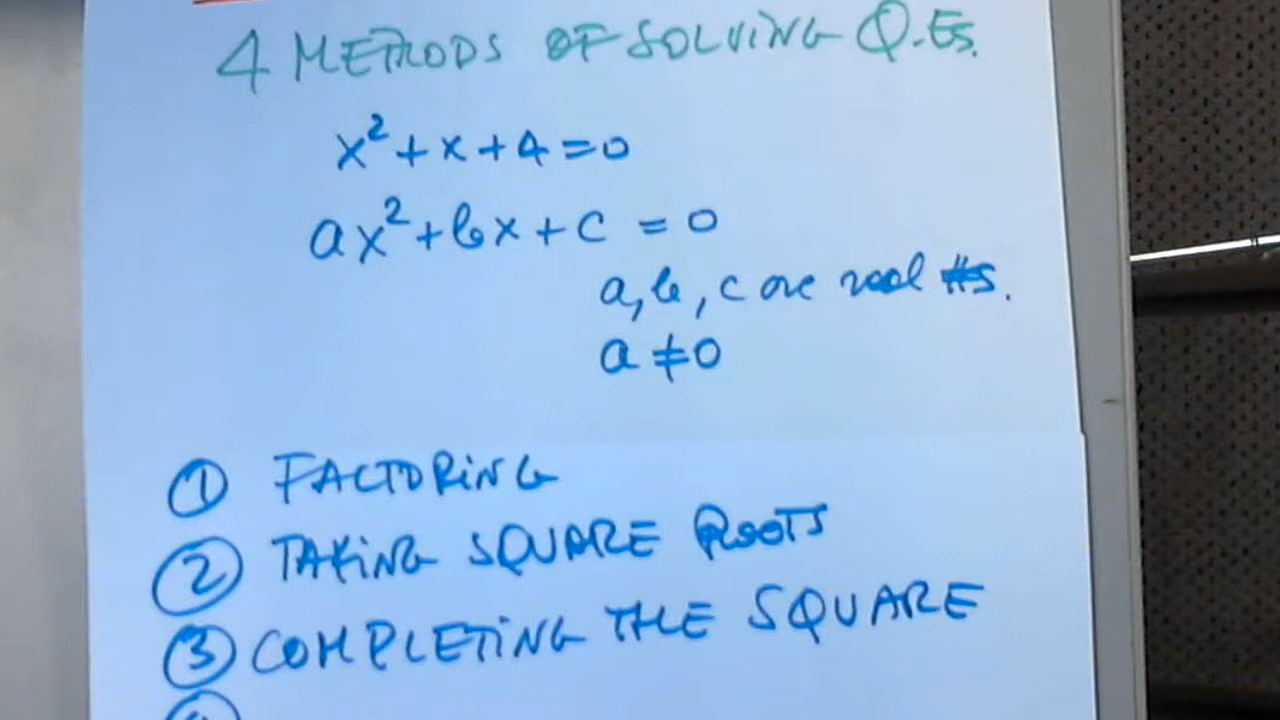 4 METHODS OF SOLVING Q.Es.
x² + x + 4 = 0
ax² + bx + c = 0
a, b, c are real #s.
a ≠ 0
① FACTORING
② TAKING SQUARE ROOTS
③ COMPLETING THE SQUARE